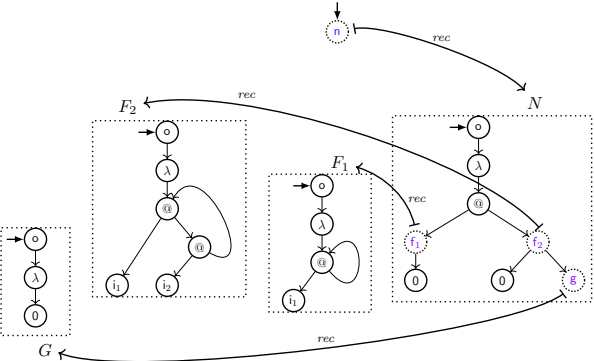 n
rec
N
rec
F₂
o
λ
@
@
i₁
i₂
F₁
rec
o
λ
@
i₁
o
λ
@
f₁
f₂
0
0
g
o
λ
0
G
rec